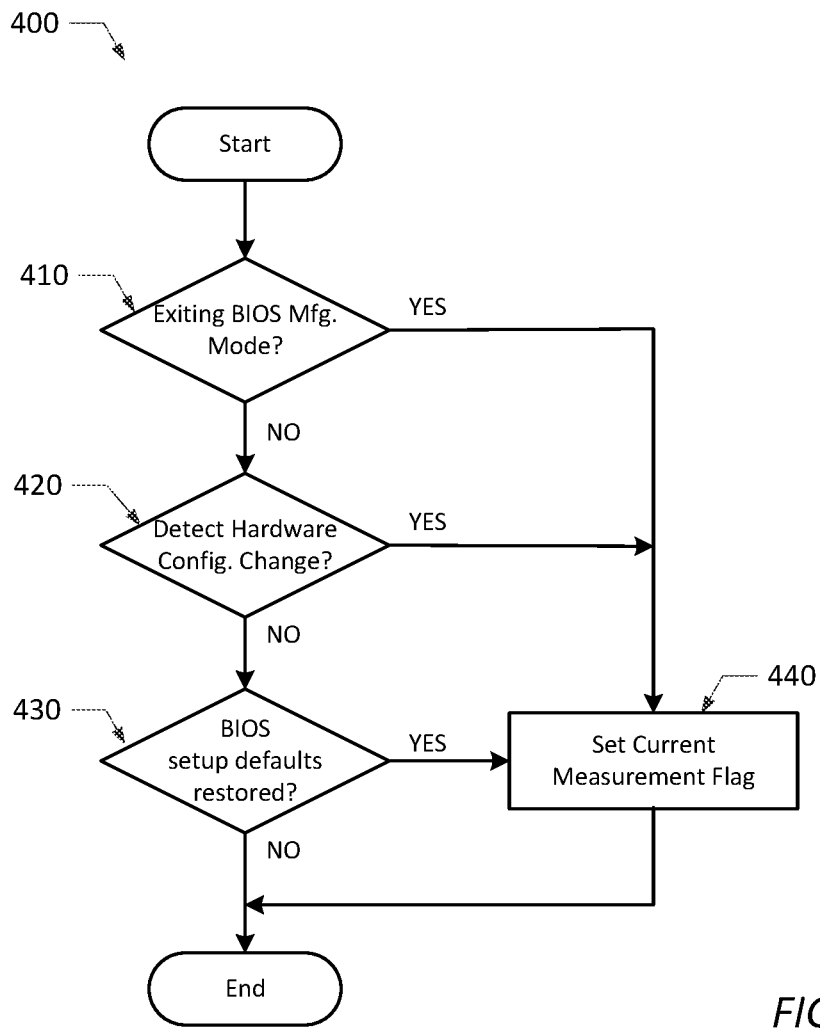 400
Start
410
Exiting BIOS Mfg.
Mode?
YES
NO
420
Detect Hardware
Config. Change?
YES
NO
430
BIOS
setup defaults
restored?
YES
440
Set Current
Measurement Flag
NO
End
FIG